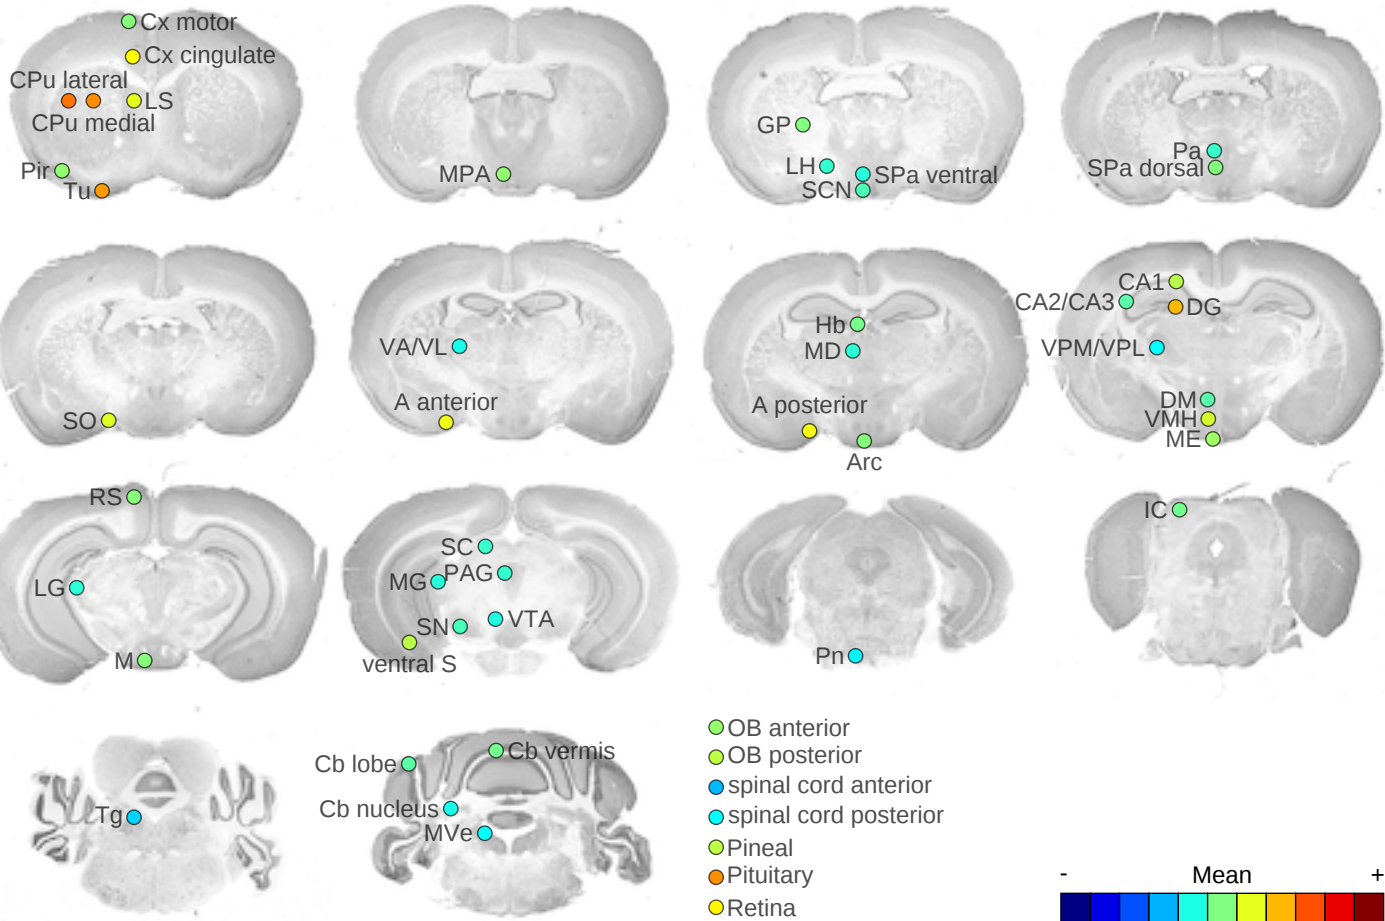 Cx motor
Cx cingulate
CPu lateral
LS
CPu medial
Pir
Tu
MPA
GP
LH
SPa ventral
SCN
Pa
SPa dorsal
SO
VA/VL
A anterior
Hb
MD
A posterior
Arc
CA1
CA2/CA3
DG
VPM/VPL
DM
VMH
ME
RS
LG
M
SC
PAG
MG
VTA
SN
ventral S
Pn
IC
Tg
Cb vermis
Cb lobe
Cb nucleus
MVe
OB anterior
OB posterior
spinal cord anterior
spinal cord posterior
Pineal
Pituitary
Retina
- Mean +